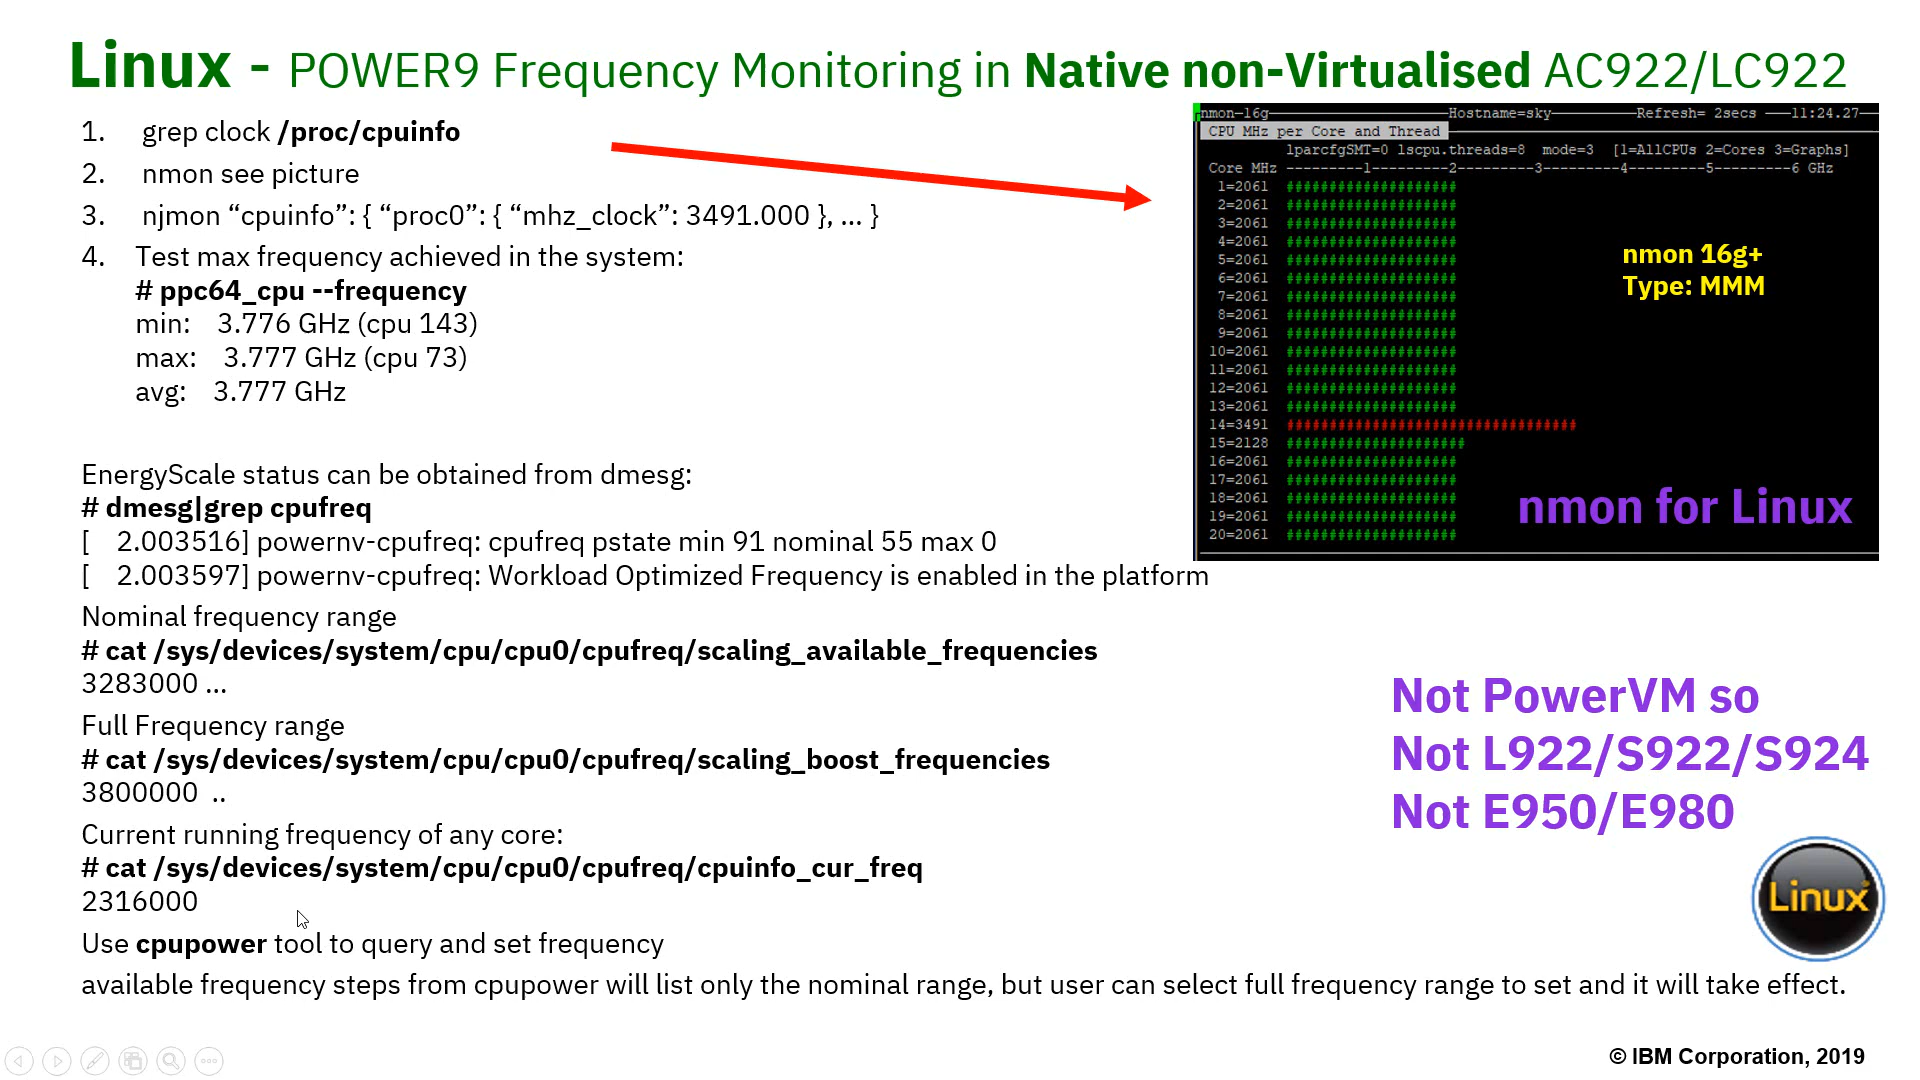 Linux - POWER9 Frequency Monitoring in Native non-Virtualised AC922/LC922
1. grep clock /proc/cpuinfo
2. nmon see picture
3. njmon “cpuinfo”: { “proc0”: { “mhz_clock”: 3491.000 }, ... }
4. Test max frequency achieved in the system:
# ppc64_cpu --frequency
min: 3.776 GHz (cpu 143)
max: 3.777 GHz (cpu 73)
avg: 3.777 GHz
EnergyScale status can be obtained from dmesg:
# dmesg|grep cpufreq
[ 2.003516] powernv-cpufreq: cpufreq pstate min 91 nominal 55 max 0
[ 2.003597] powernv-cpufreq: Workload Optimized Frequency is enabled in the platform
Nominal frequency range
# cat /sys/devices/system/cpu/cpu0/cpufreq/scaling_available_frequencies
3283000 ...
Full Frequency range
# cat /sys/devices/system/cpu/cpu0/cpufreq/scaling_boost_frequencies
3800000 ..
Current running frequency of any core:
# cat /sys/devices/system/cpu/cpu0/cpufreq/cpuinfo_cur_freq
2316000
Use cpupower tool to query and set frequency
available frequency steps from cpupower will list only the nominal range, but user can select full frequency range to set and it will take effect.
nmon-16g Hostname=sky Refresh= 2secs 11:24.27
CPU MHz per Core and Thread
lparcfgSMT=0 lscpu.threads=8 mode=3 [1=AllCPUs 2=Cores 3=Graphs]
Core MHz ---------1---------2---------3---------4---------5---------6 GHz
1=2061 ####################
2=2061 ####################
3=2061 ####################
4=2061 ####################
5=2061 ####################
6=2061 ####################
7=2061 ####################
8=2061 ####################
9=2061 ####################
10=2061 ####################
11=2061 ####################
12=2061 ####################
13=2061 ####################
14=3491 ##################################
15=2128 #####################
16=2061 ####################
17=2061 ####################
18=2061 ####################
19=2061 ####################
20=2061 ####################
nmon 16g+
Type: MMM
nmon for Linux
Not PowerVM so
Not L922/S922/S924
Not E950/E980
Linux
© IBM Corporation, 2019